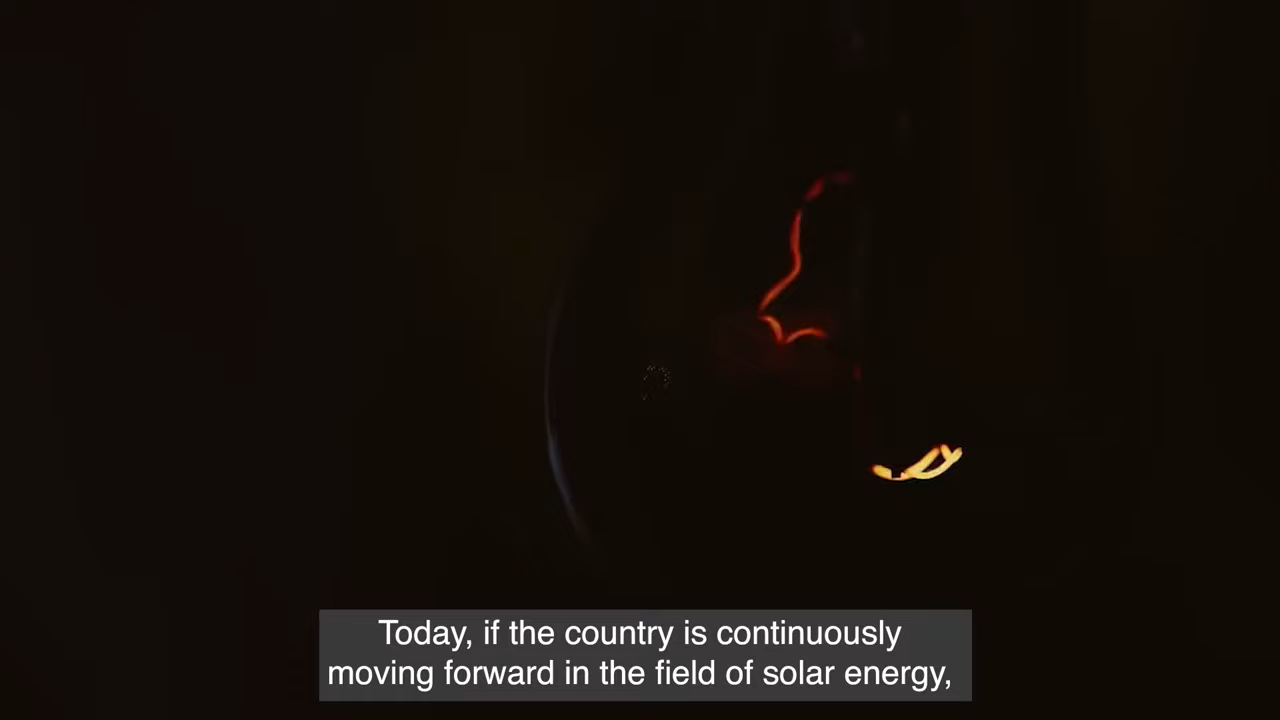 Today, if the country is continuously
moving forward in the field of solar energy,